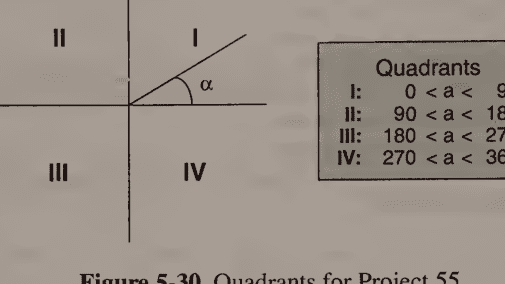 II I
α
III IV
Quadrants
I: 0 < a < 9
II: 90 < a < 18
III: 180 < a < 27
IV: 270 < a < 36
Figure 5-30 Quadrants for Project 55